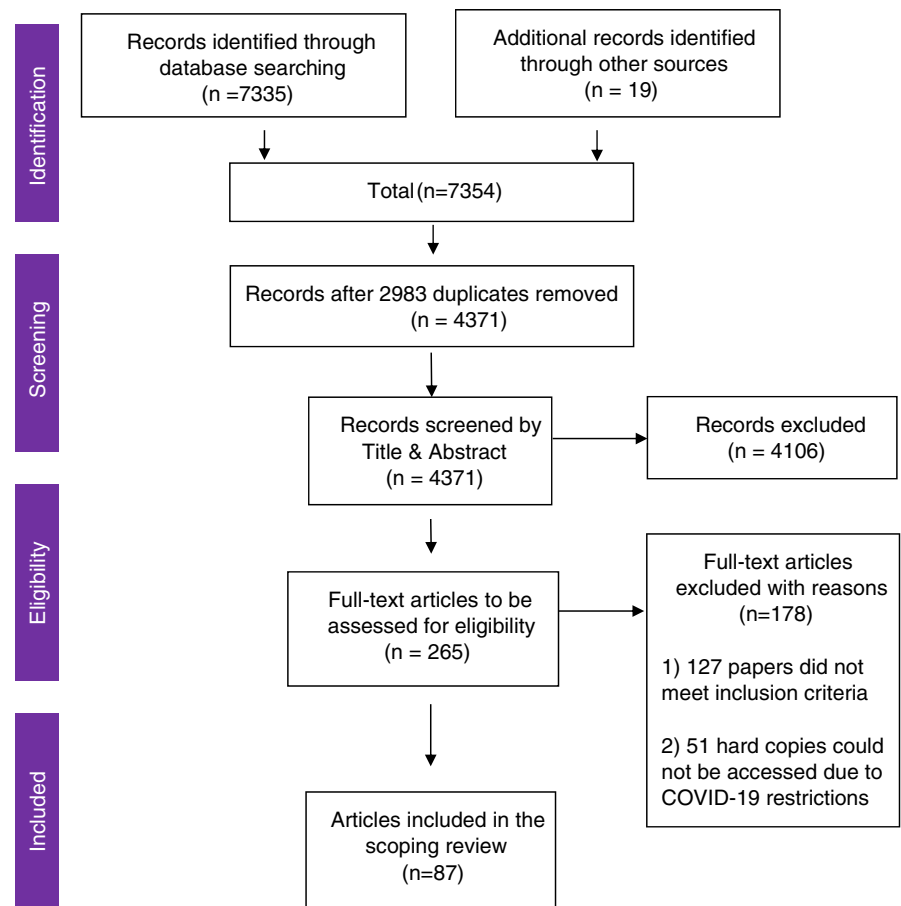 Identification
Records identified through
database searching
(n =7335)
Additional records identified
through other sources
(n = 19)
Total (n=7354)
Screening
Records after 2983 duplicates removed
(n = 4371)
Records screened by
Title & Abstract
(n = 4371)
Records excluded
(n = 4106)
Eligibility
Full-text articles to be
assessed for eligibility
(n = 265)
Full-text articles
excluded with reasons
(n=178)
1) 127 papers did not
meet inclusion criteria
2) 51 hard copies could
not be accessed due to
COVID-19 restrictions
Included
Articles included in the
scoping review
(n=87)